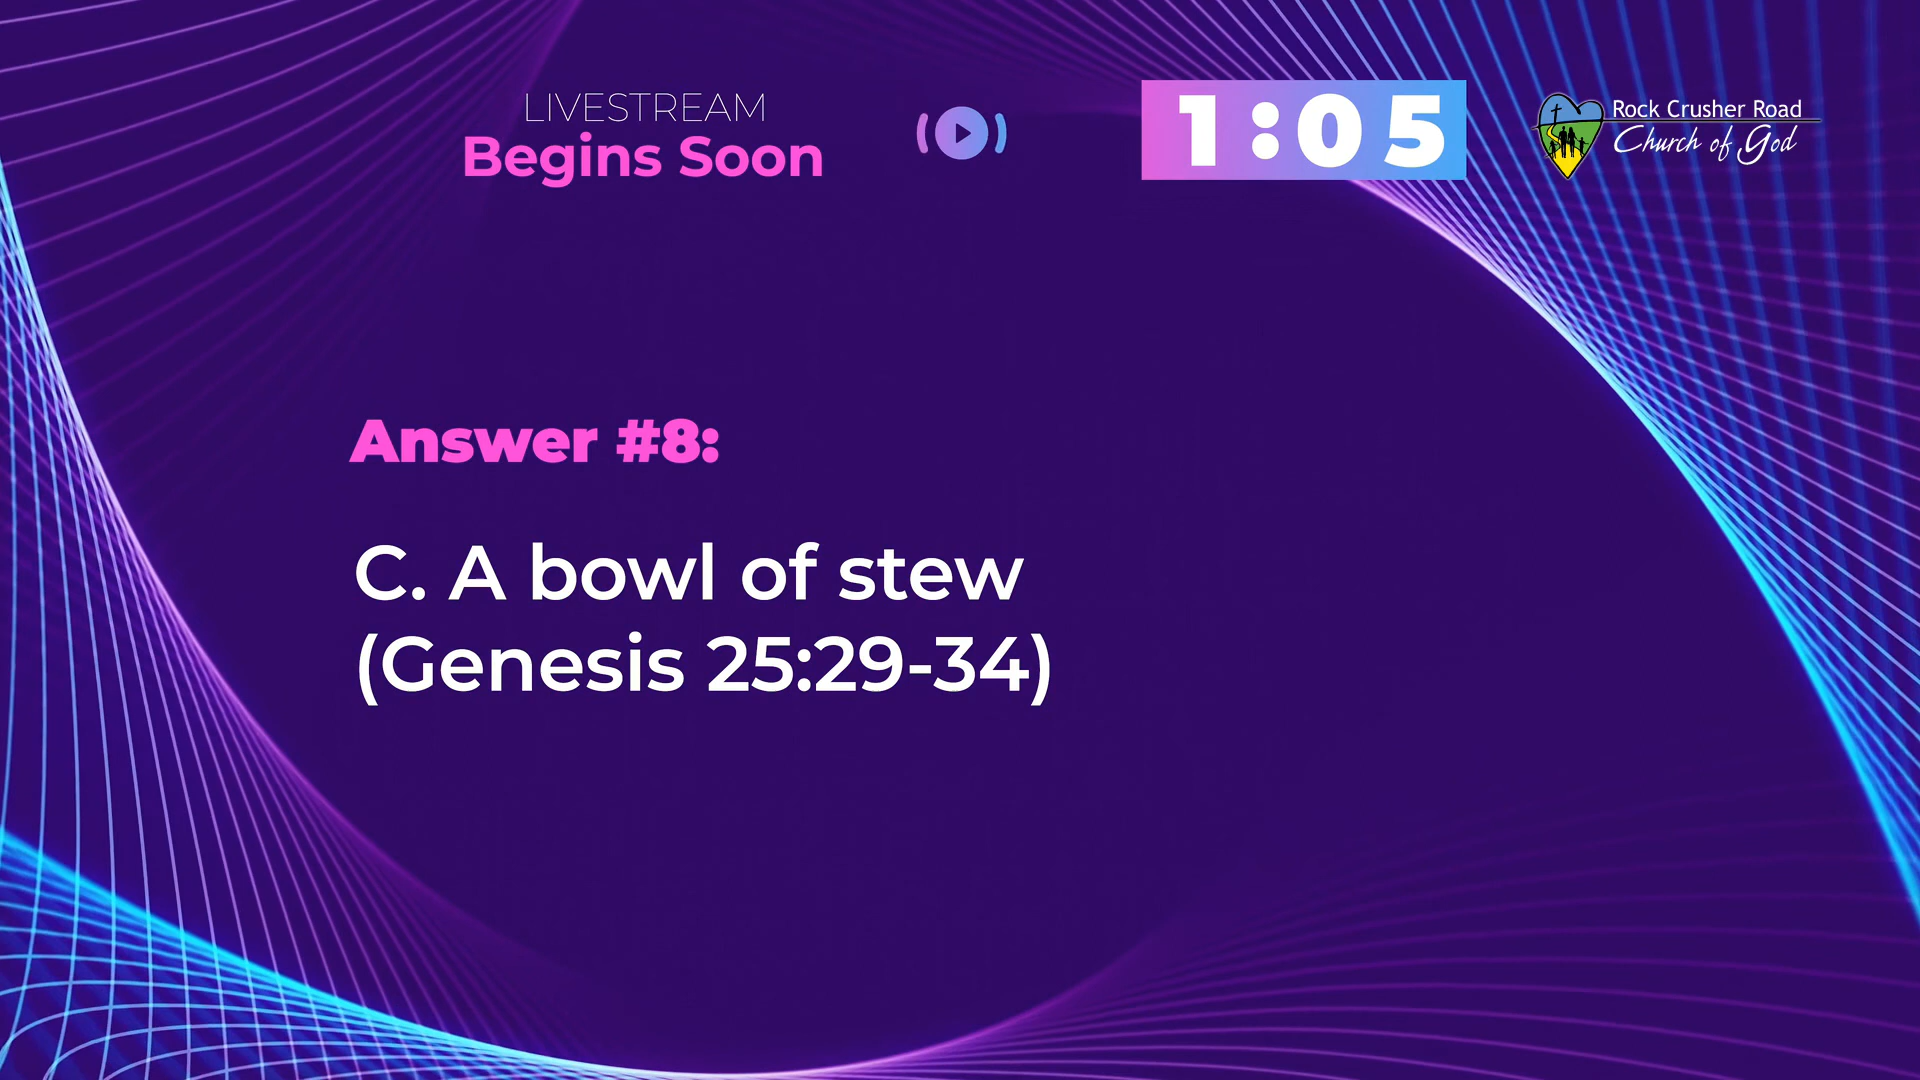 LIVESTREAM
Begins Soon
1:05
Rock Crusher Road
Church of God
Answer #8:
C. A bowl of stew
(Genesis 25:29-34)